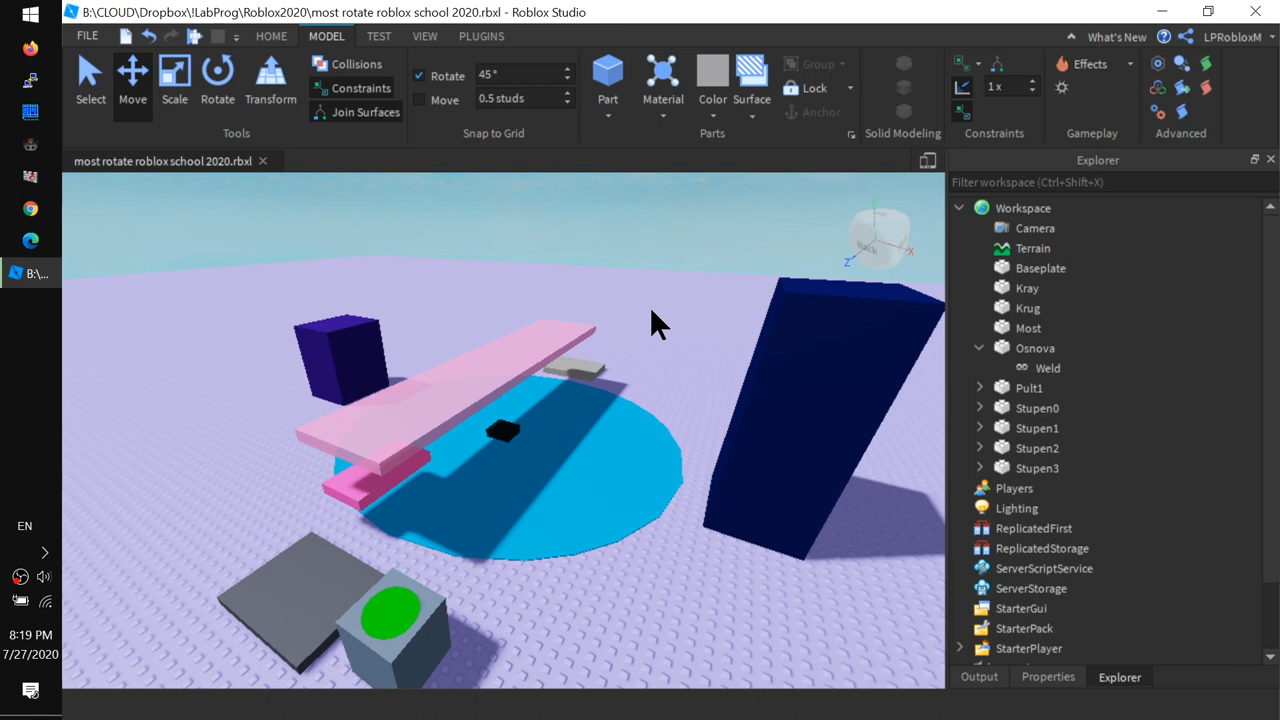 B:\CLOUD\Dropbox\!LabProg\Roblox2020\most rotate roblox school 2020.rbxl - Roblox Studio
FILE HOME MODEL TEST VIEW PLUGINS What's New LPRobloxM
Select Move Scale Rotate Transform
Collisions
Constraints
Join Surfaces
Tools
Rotate 45°
Move 0.5 studs
Snap to Grid
Part Material Color Surface
Group
Lock
Anchor
Parts
Solid Modeling
1 x
Constraints
Effects
Gameplay
Advanced
most rotate roblox school 2020.rbxl
Explorer
Filter workspace (Ctrl+Shift+X)
Workspace
Camera
Terrain
Baseplate
Kray
Krug
Most
Osnova
Weld
Pult1
Stupen0
Stupen1
Stupen2
Stupen3
Players
Lighting
ReplicatedFirst
ReplicatedStorage
ServerScriptService
ServerStorage
StarterGui
StarterPack
StarterPlayer
Output Properties Explorer
Back
X
Z
B:\...
EN
8:19 PM
7/27/2020